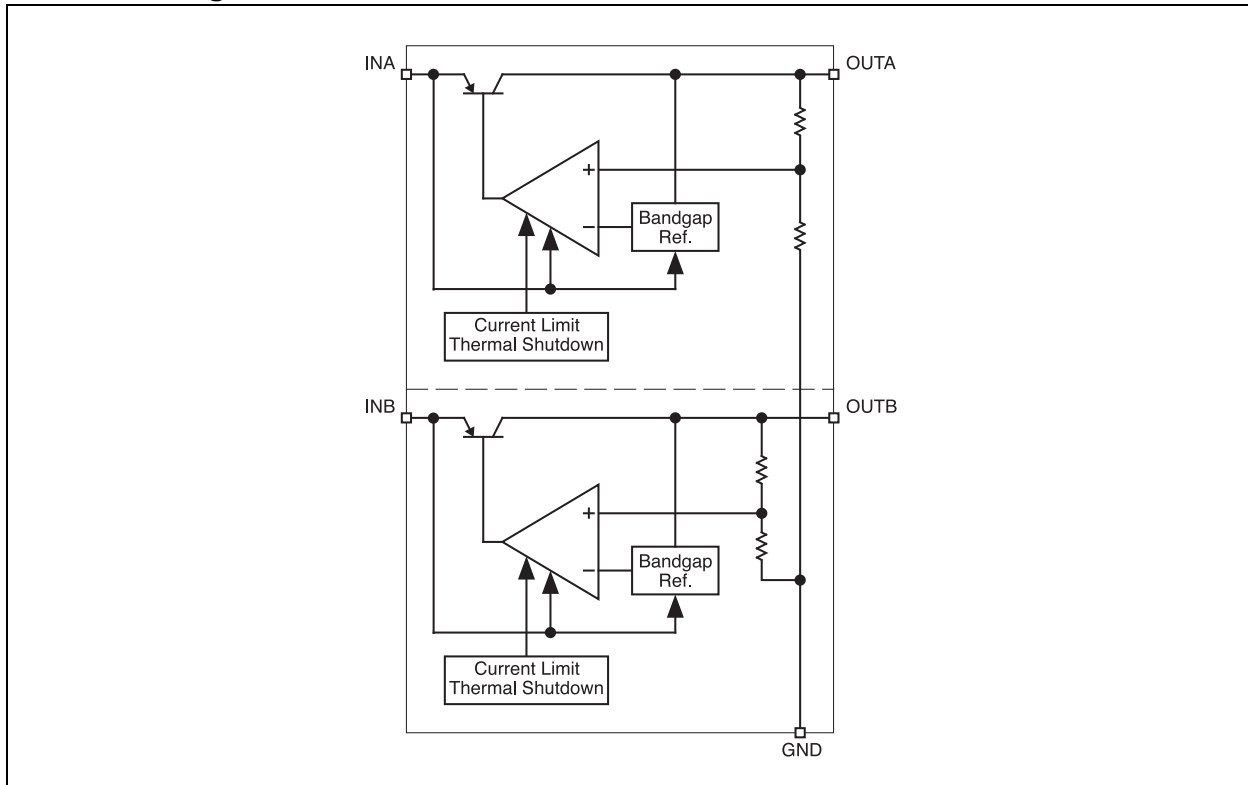 INA
OUTA
+
−
Bandgap
Ref.
Current Limit
Thermal Shutdown
INB
OUTB
+
−
Bandgap
Ref.
Current Limit
Thermal Shutdown
GND